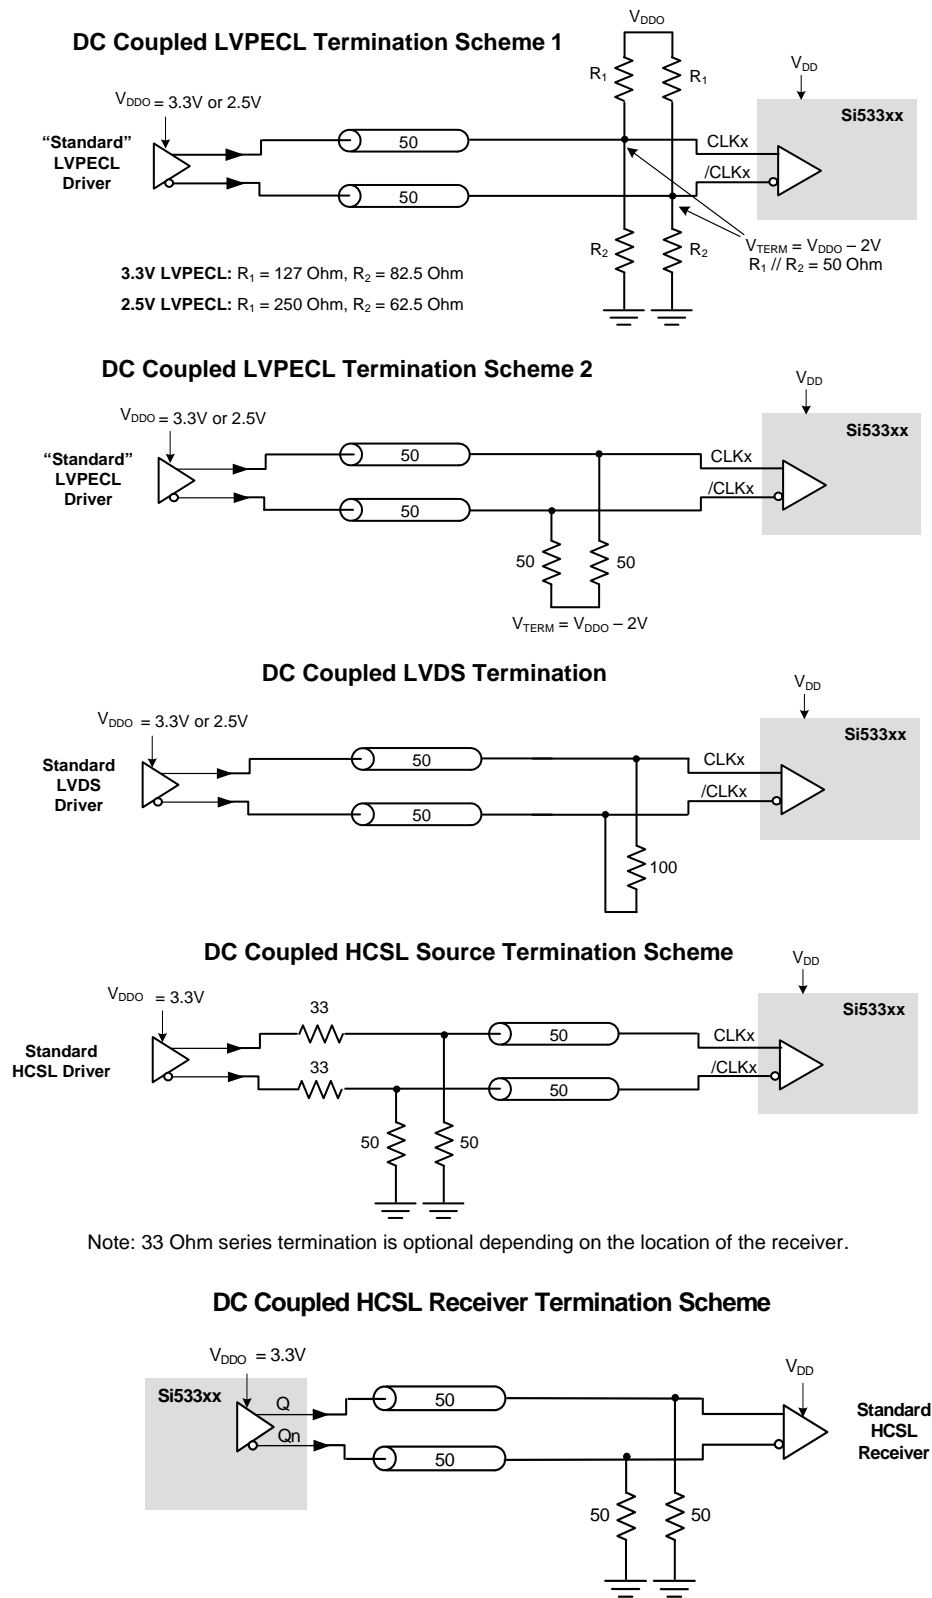 DC Coupled LVPECL Termination Scheme 1
VDDO
R1
R1
VDD
Si533xx
VDDO = 3.3V or 2.5V
“Standard”
LVPECL
Driver
50
50
CLKx
/CLKx
R2
R2
VTERM = VDDO – 2V
R1 // R2 = 50 Ohm
3.3V LVPECL: R1 = 127 Ohm, R2 = 82.5 Ohm
2.5V LVPECL: R1 = 250 Ohm, R2 = 62.5 Ohm
DC Coupled LVPECL Termination Scheme 2
VDD
Si533xx
VDDO = 3.3V or 2.5V
“Standard”
LVPECL
Driver
50
50
CLKx
/CLKx
50
50
VTERM = VDDO – 2V
DC Coupled LVDS Termination
VDD
Si533xx
VDDO = 3.3V or 2.5V
Standard
LVDS
Driver
50
50
CLKx
/CLKx
100
DC Coupled HCSL Source Termination Scheme
VDD
Si533xx
VDDO = 3.3V
Standard
HCSL Driver
33
33
50
50
CLKx
/CLKx
50
50
Note: 33 Ohm series termination is optional depending on the location of the receiver.
DC Coupled HCSL Receiver Termination Scheme
VDDO = 3.3V
Si533xx
Q
Qn
50
50
VDD
Standard
HCSL
Receiver
50
50